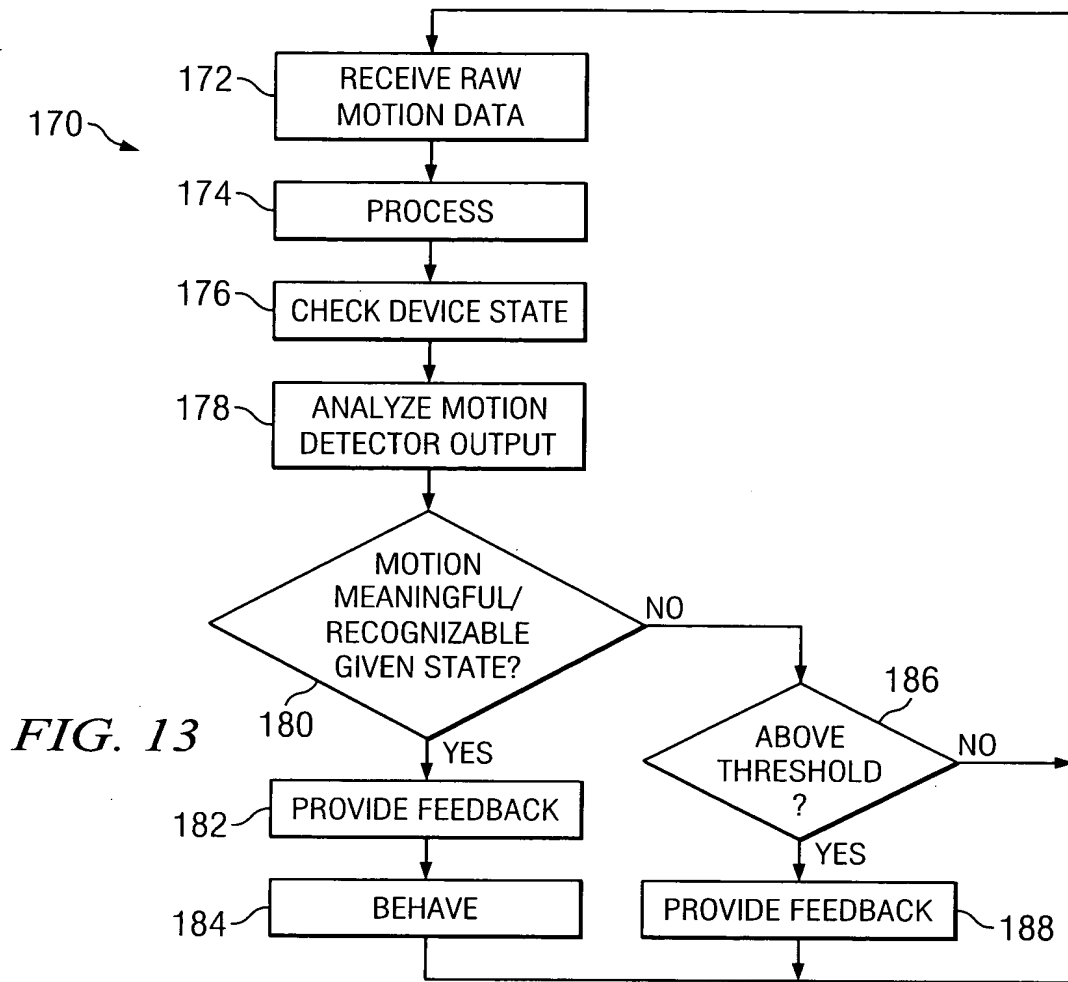 172
RECEIVE RAW
MOTION DATA
170
174
PROCESS
176
CHECK DEVICE STATE
178
ANALYZE MOTION
DETECTOR OUTPUT
MOTION
MEANINGFUL/
RECOGNIZABLE
GIVEN STATE?
NO
180
186
ABOVE
THRESHOLD
?
NO
FIG. 13
YES
YES
182
PROVIDE FEEDBACK
184
BEHAVE
PROVIDE FEEDBACK
188